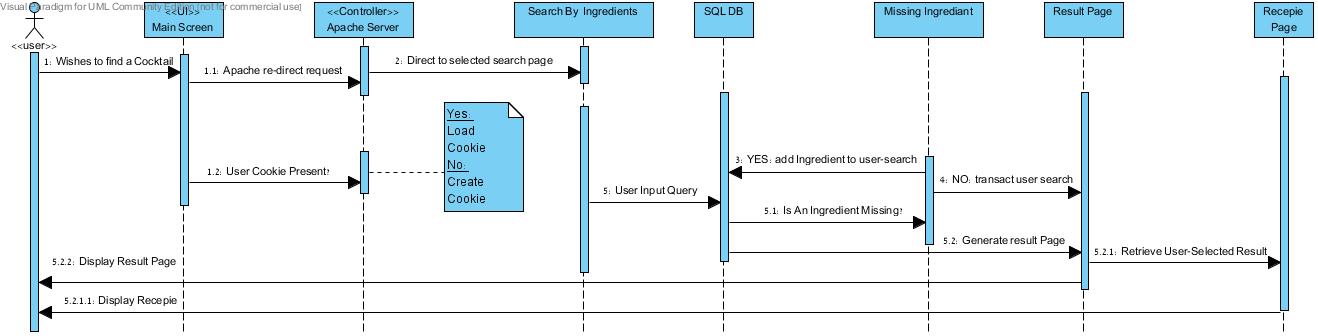 Visual Paradigm for UML Community Edition [not for commercial use]
<<user>>
<<UI>>
Main Screen
<<Controller>>
Apache Server
Search By Ingredients
SQL DB
Missing Ingrediant
Result Page
Recepie
Page
1: Wishes to find a Cocktail
1.1: Apache re-direct request
2: Direct to selected search page
Yes:
Load
Cookie
No:
Create
Cookie
1.2: User Cookie Present?
3: YES: add Ingredient to user-search
4: NO: transact user search
5: User Input Query
5.1: Is An Ingredient Missing?
5.2: Generate result Page
5.2.1: Retrieve User-Selected Result
5.2.2: Display Result Page
5.2.1.1: Display Recepie